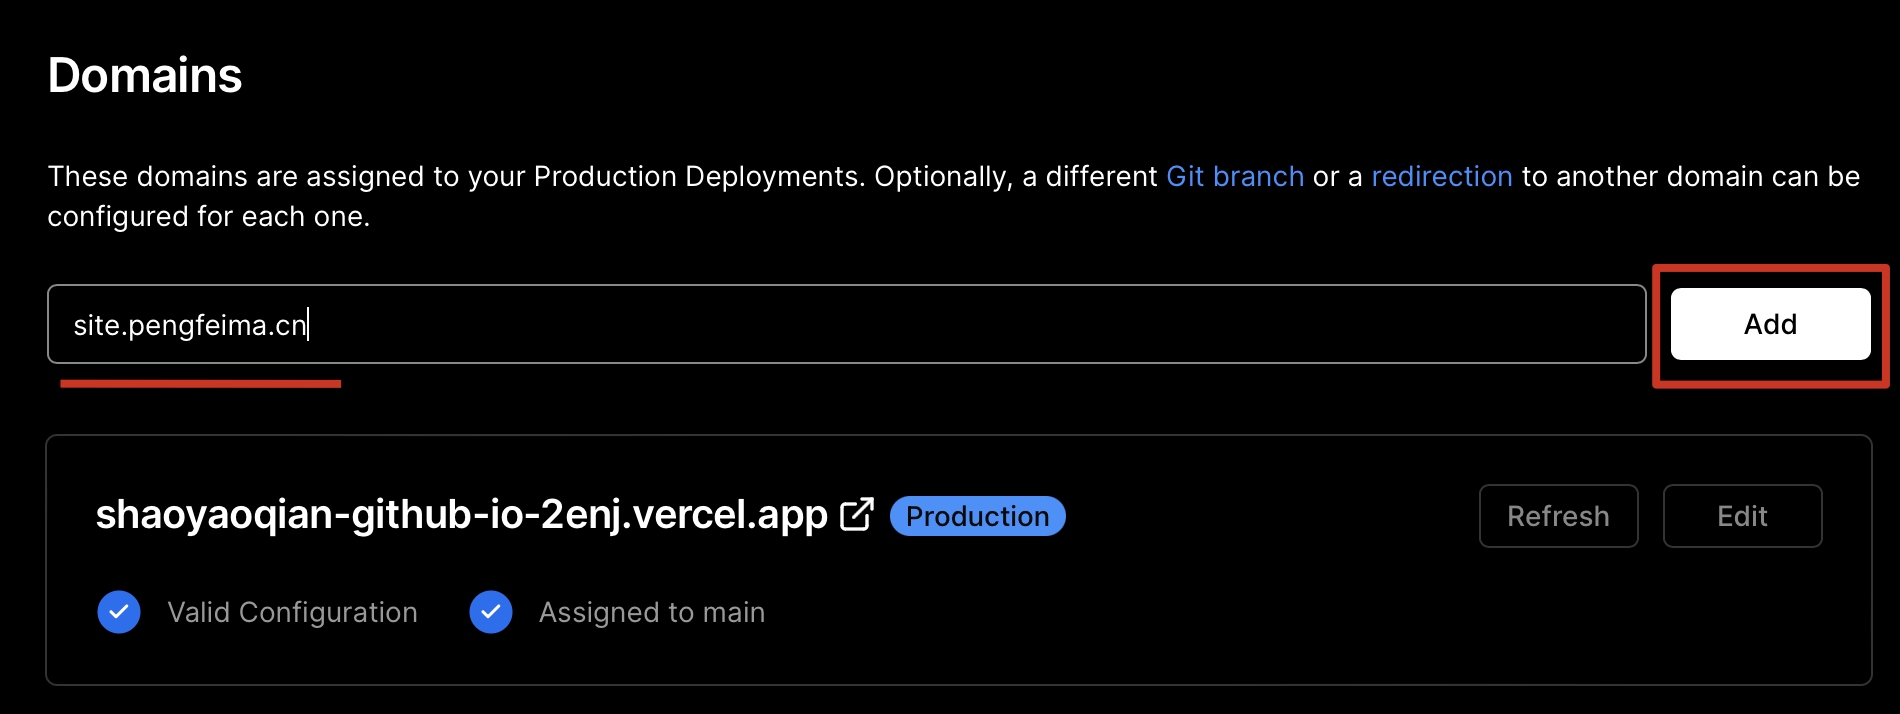 Domains
These domains are assigned to your Production Deployments. Optionally, a different Git branch or a redirection to another domain can be
configured for each one.
site.pengfeima.cn
Add
shaoyaoqian-github-io-2enj.vercel.app Production
Refresh Edit
Valid Configuration Assigned to main